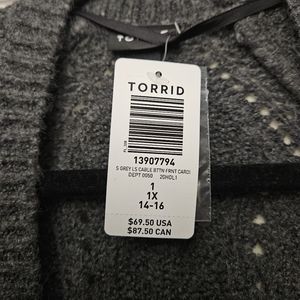 TORRID
13907794
S GREY LS CABLE BTTN FRNT CARDI
DEPT 0050 2GHDL1
1
1X
14-16
$69.50 USA
$87.50 CAN